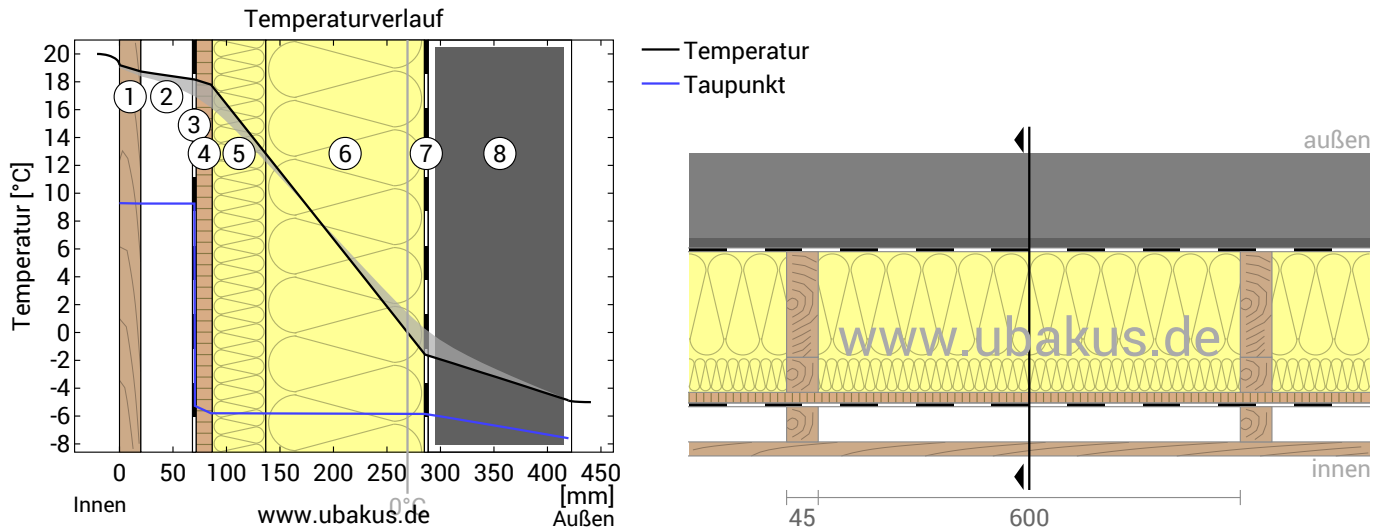 Temperaturverlauf
0 50 100 150 200 250 300 350 400 450
[mm]
Innen
Außen
0°C
www.ubakus.de
Temperatur [°C]
20
18
16
14
12
10
8
6
4
2
0
-2
-4
-6
-8
1 2 3 4 5 6 7 8
Temperatur
Taupunkt
außen
www.ubakus.de
innen
45 600